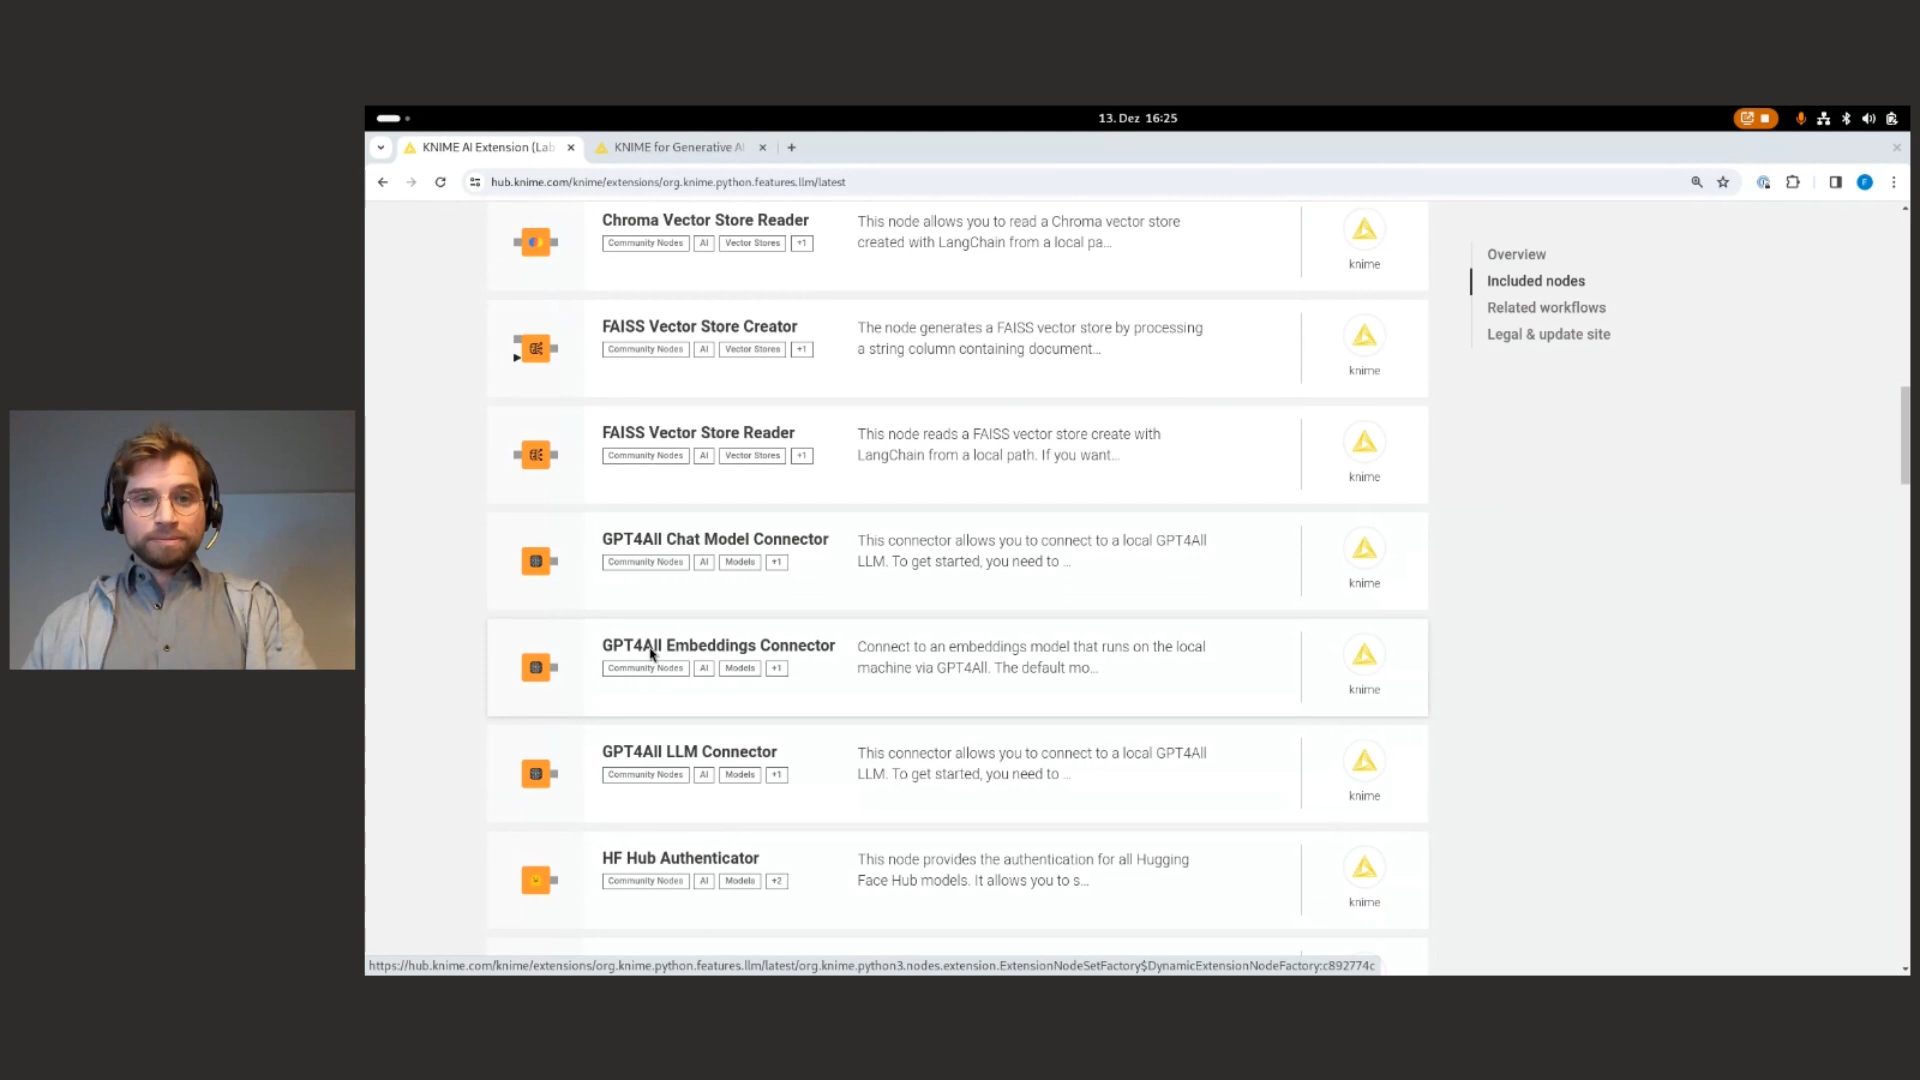 13. Dez 16:25
KNIME AI Extension (Lab
KNIME for Generative AI
hub.knime.com/knime/extensions/org.knime.python.features.llm/latest
F
Chroma Vector Store Reader
Community Nodes AI Vector Stores +1
This node allows you to read a Chroma vector store
created with LangChain from a local pa...
knime
FAISS Vector Store Creator
Community Nodes AI Vector Stores +1
The node generates a FAISS vector store by processing
a string column containing document...
knime
FAISS Vector Store Reader
Community Nodes AI Vector Stores +1
This node reads a FAISS vector store create with
LangChain from a local path. If you want...
knime
GPT4All Chat Model Connector
Community Nodes AI Models +1
This connector allows you to connect to a local GPT4All
LLM. To get started, you need to ...
knime
GPT4All Embeddings Connector
Community Nodes AI Models +1
Connect to an embeddings model that runs on the local
machine via GPT4All. The default mo...
knime
GPT4All LLM Connector
Community Nodes AI Models +1
This connector allows you to connect to a local GPT4All
LLM. To get started, you need to ...
knime
HF Hub Authenticator
Community Nodes AI Models +2
This node provides the authentication for all Hugging
Face Hub models. It allows you to s...
knime
Overview
Included nodes
Related workflows
Legal & update site
https://hub.knime.com/knime/extensions/org.knime.python.features.llm/latest/org.knime.python3.nodes.extension.ExtensionNodeSetFactory$DynamicExtensionNodeFactory:c892774c